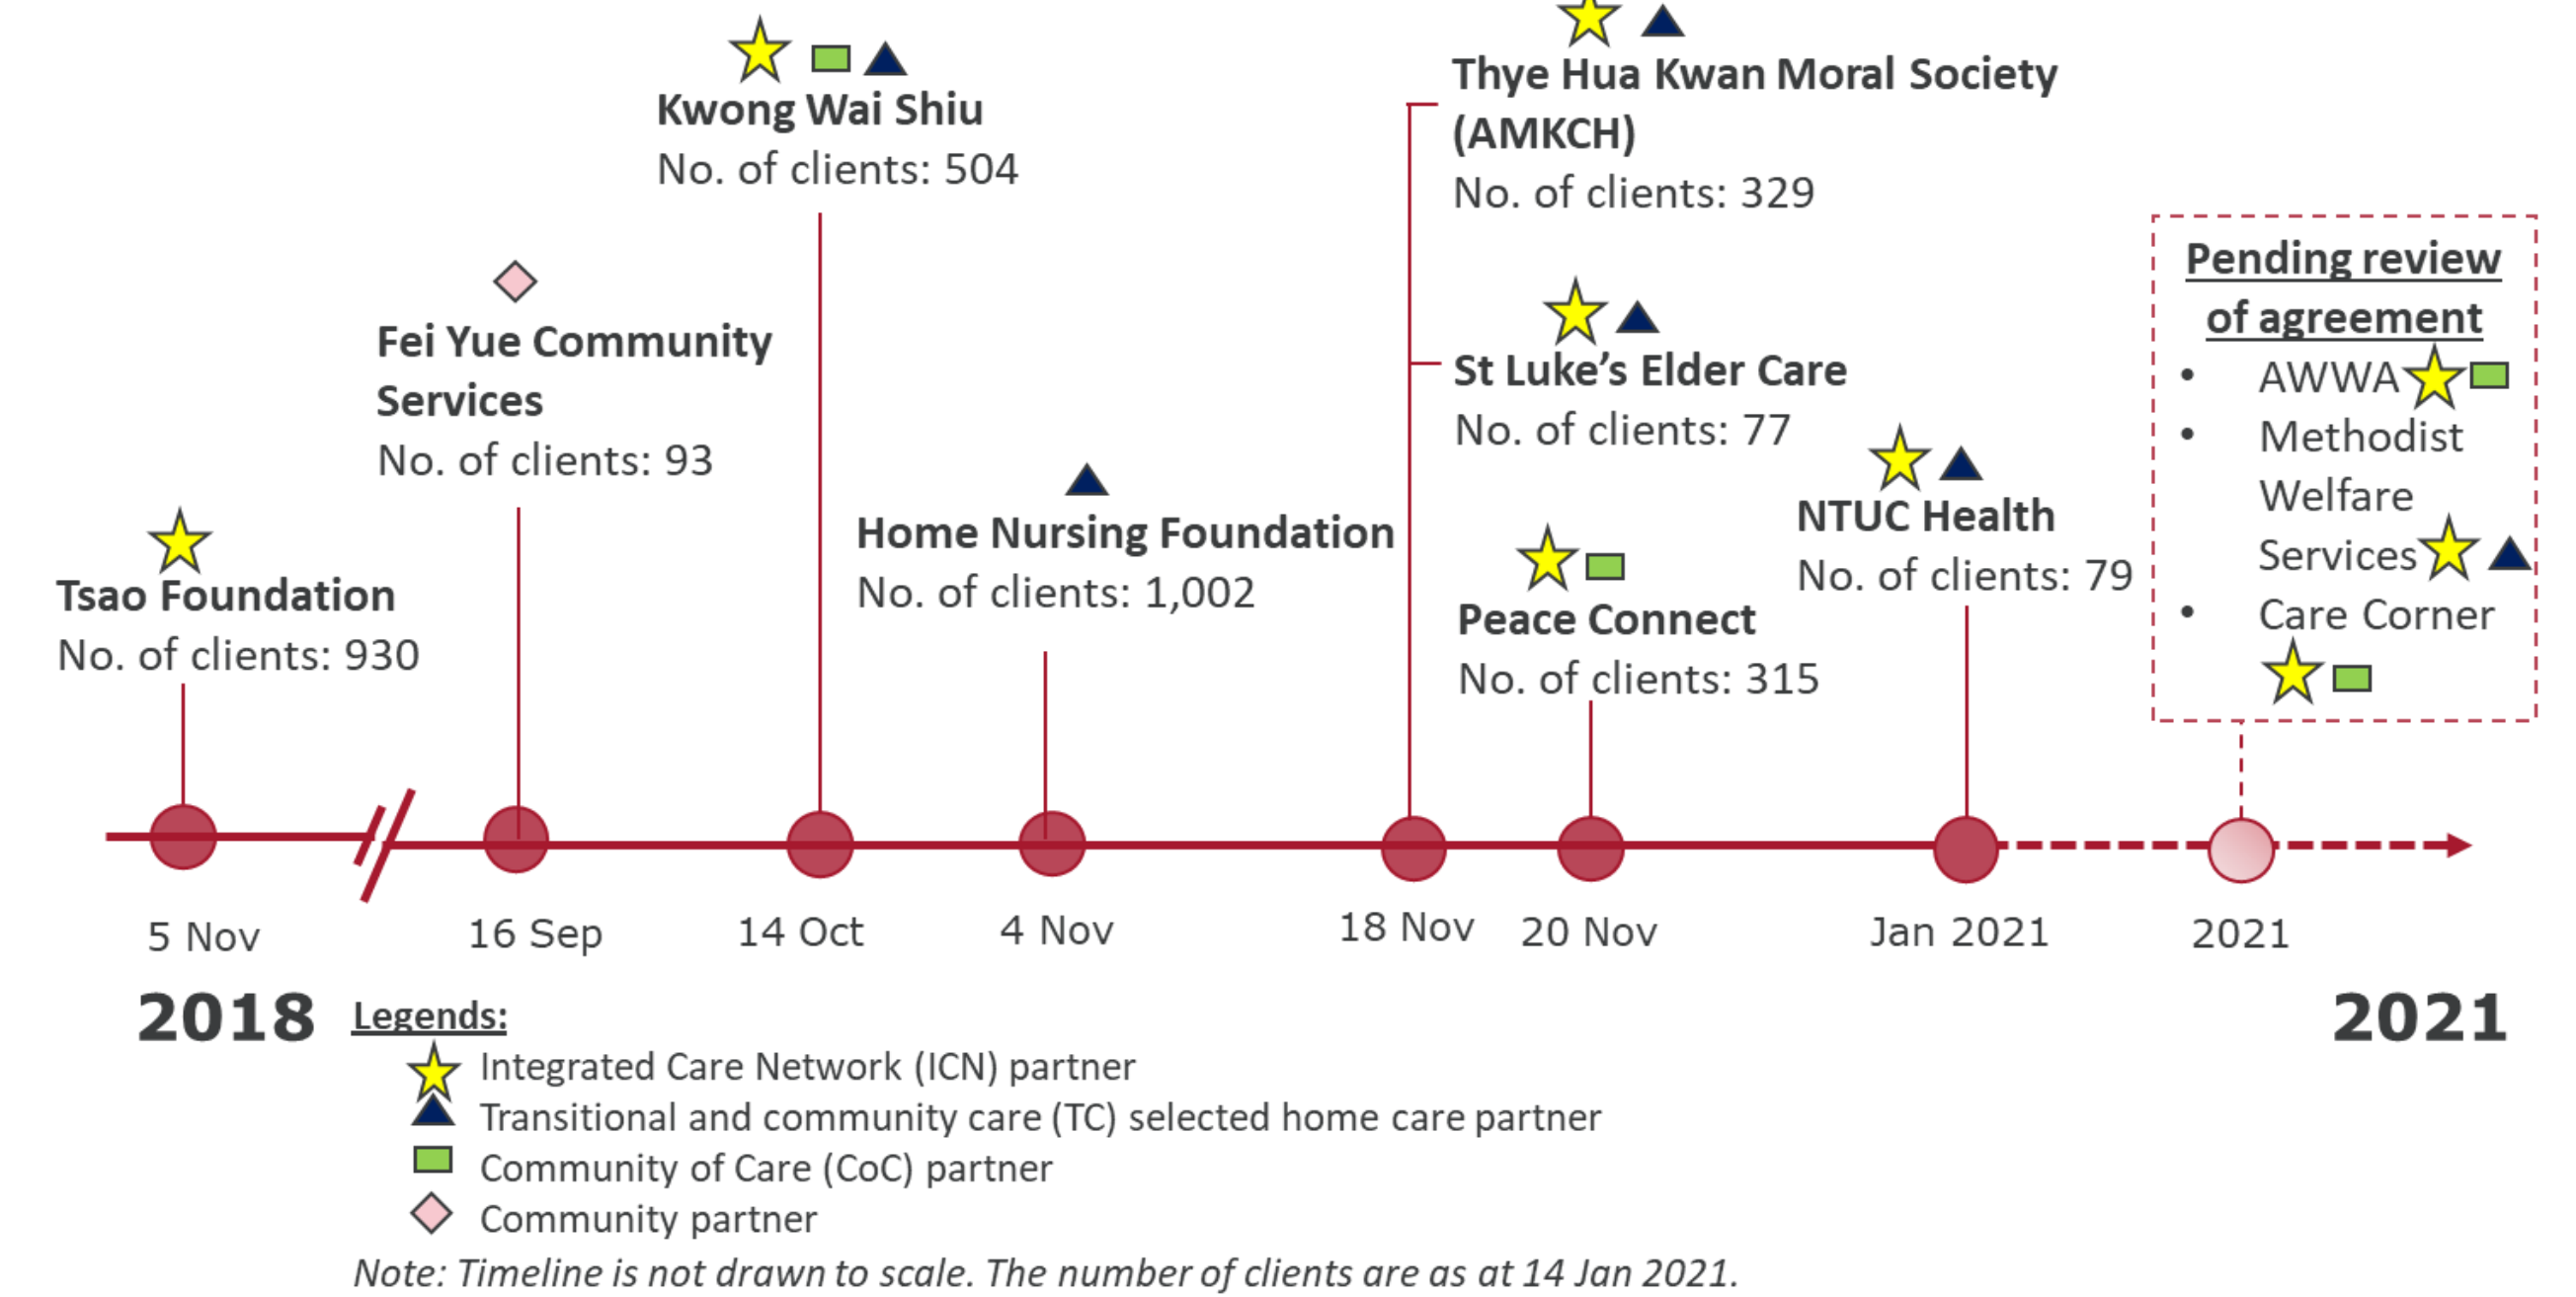 Kwong Wai Shiu
No. of clients: 504
Thye Hua Kwan Moral Society
(AMKCH)
No. of clients: 329
Fei Yue Community
Services
No. of clients: 93
St Luke’s Elder Care
No. of clients: 77
Tsao Foundation
No. of clients: 930
Home Nursing Foundation
No. of clients: 1,002
Peace Connect
No. of clients: 315
NTUC Health
No. of clients: 79
Pending review
of agreement
• AWWA
• Methodist
Welfare
Services
• Care Corner
5 Nov
16 Sep
14 Oct
4 Nov
18 Nov
20 Nov
Jan 2021
2021
2018
2021
Legends:
Integrated Care Network (ICN) partner
Transitional and community care (TC) selected home care partner
Community of Care (CoC) partner
Community partner
Note: Timeline is not drawn to scale. The number of clients are as at 14 Jan 2021.